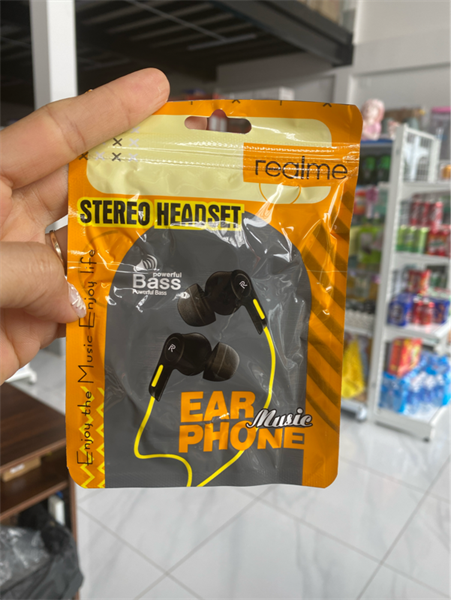 realme
STEREO HEADSET
powerful
Bass
Powerful Bass
R
R
EAR
Music
PHONE
Enjoy the Music Enjoy life